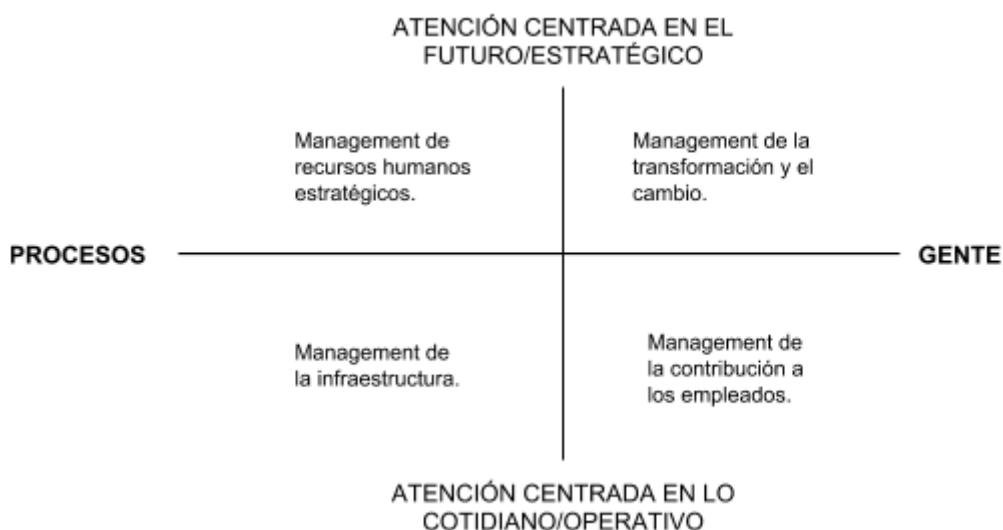 ATENCIÓN CENTRADA EN EL
FUTURO/ESTRATÉGICO
Management de
recursos humanos
estratégicos.
Management de la
transformación y el
cambio.
PROCESOS
GENTE
Management de
la infraestructura.
Management de
la contribución a
los empleados.
ATENCIÓN CENTRADA EN LO
COTIDIANO/OPERATIVO